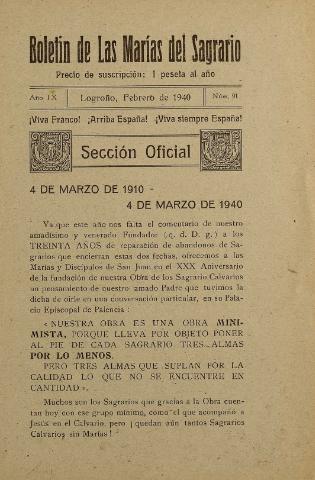 Boletín de Las Marías del Sagrario
Precio de suscripción: 1 peseta al año
Año IX
Logroño, Febrero de 1940
Núm. 91
¡Viva Franco! ¡Arriba España! ¡Viva siempre España!
Sección Oficial
4 DE MARZO DE 1910 -
4 DE MARZO DE 1940
Ya que este año nos falta el comentario de nuestro
amadísimo y venerado Fundador (.q. d. D. g.) a los
TREINTA AÑOS de reparación de abandonos de Sa-
grarios que encierran estas dos fechas, ofrecemos a las
Marías y Discípulos de San Juan en el XXX Aniversario
de la fundación de nuestra Obra de los Sagrario Calvarios
un pensamiento de nuestro amado Padre que tuvimos la
dicha de oirle en una conversación particular, en su Pala-
cio Episcopal de Palencia:
« NUESTRA OBRA ES UNA OBRA MINI-
MISTA, PORQUE LLEVA POR OBJETO PONER
AL PIE DE CADA SAGRARIO TRES ALMAS
POR LO MENOS.
PERO TRES ALMAS QUE SUPLAN POR LA
CALIDAD LO QUE NO SE ENCUENTRE EN
CANTIDAD ».
Muchos son los Sagrarios que gracias a la Obra cuen-
tan hoy con ese grupo mínimo, como el que acompañó a
Jesús en el Calvario, pero ¡quedan aún tantos Sagrarios
Calvarios sin Marías!